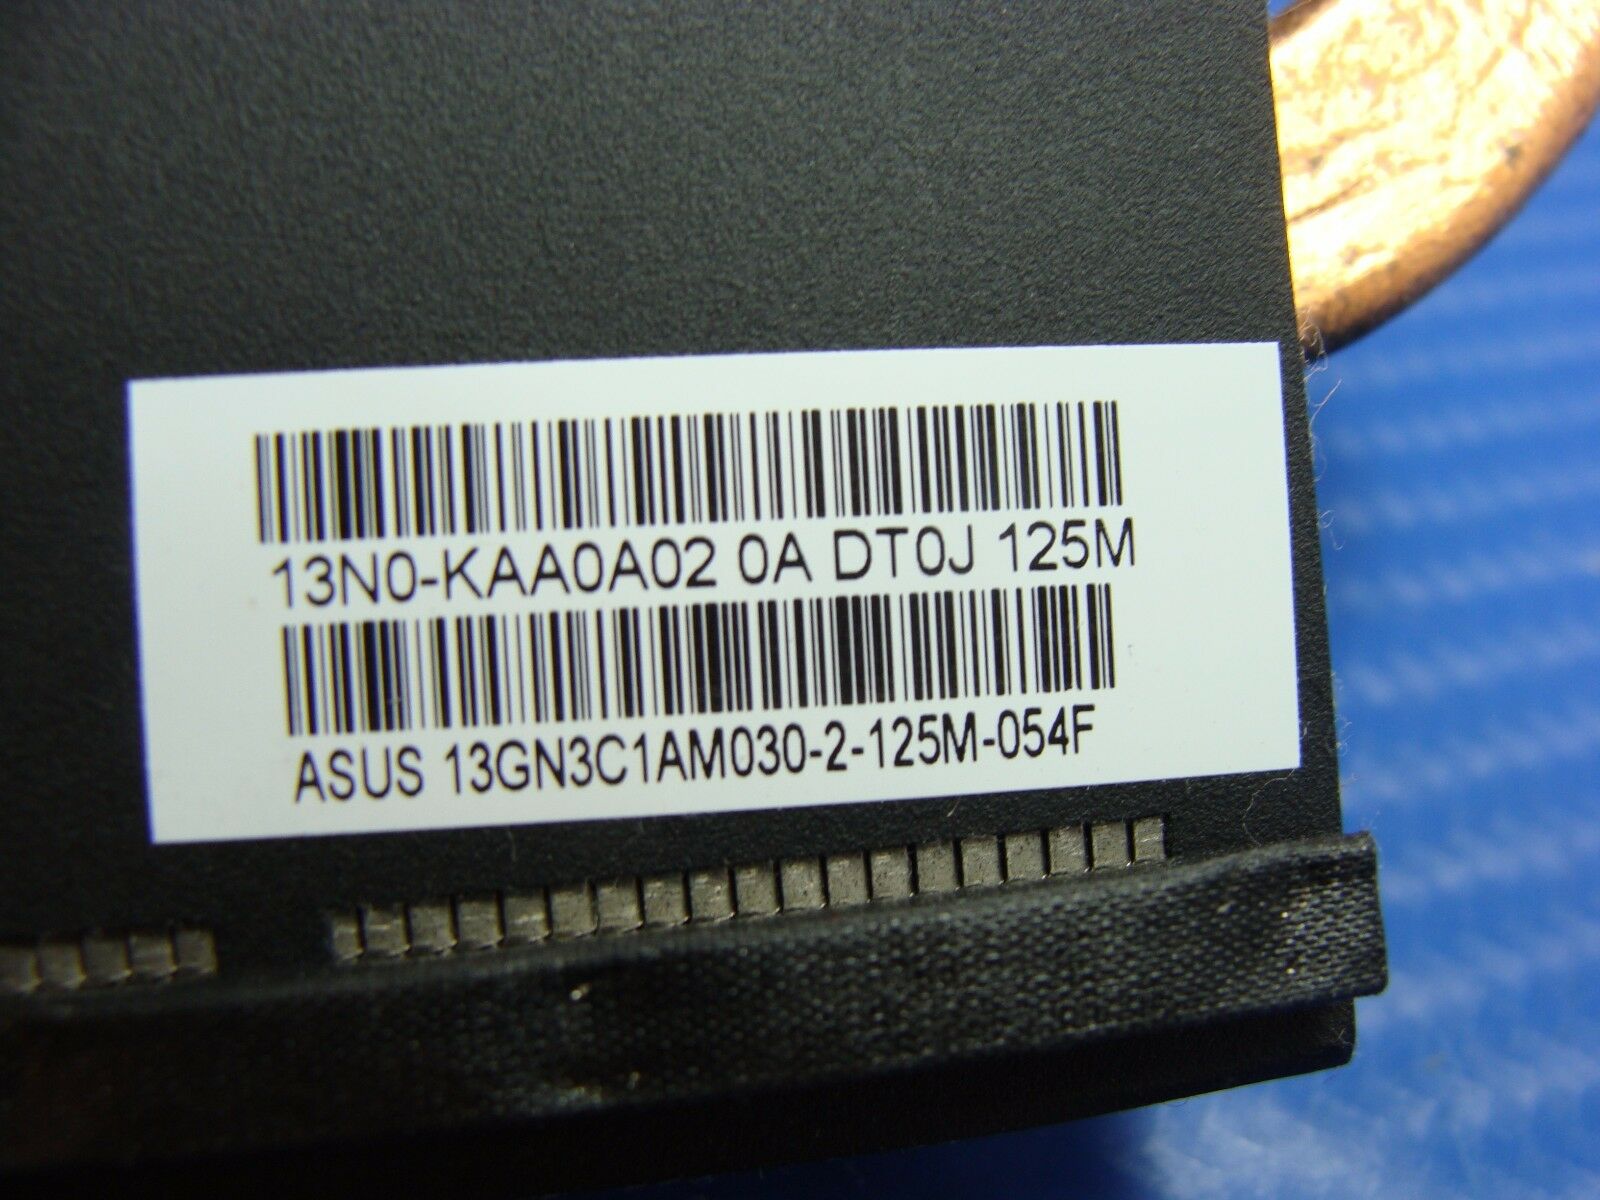 13N0-KAA0A02 0A DT0J 125M
ASUS 13GN3C1AM030-2-125M-054F